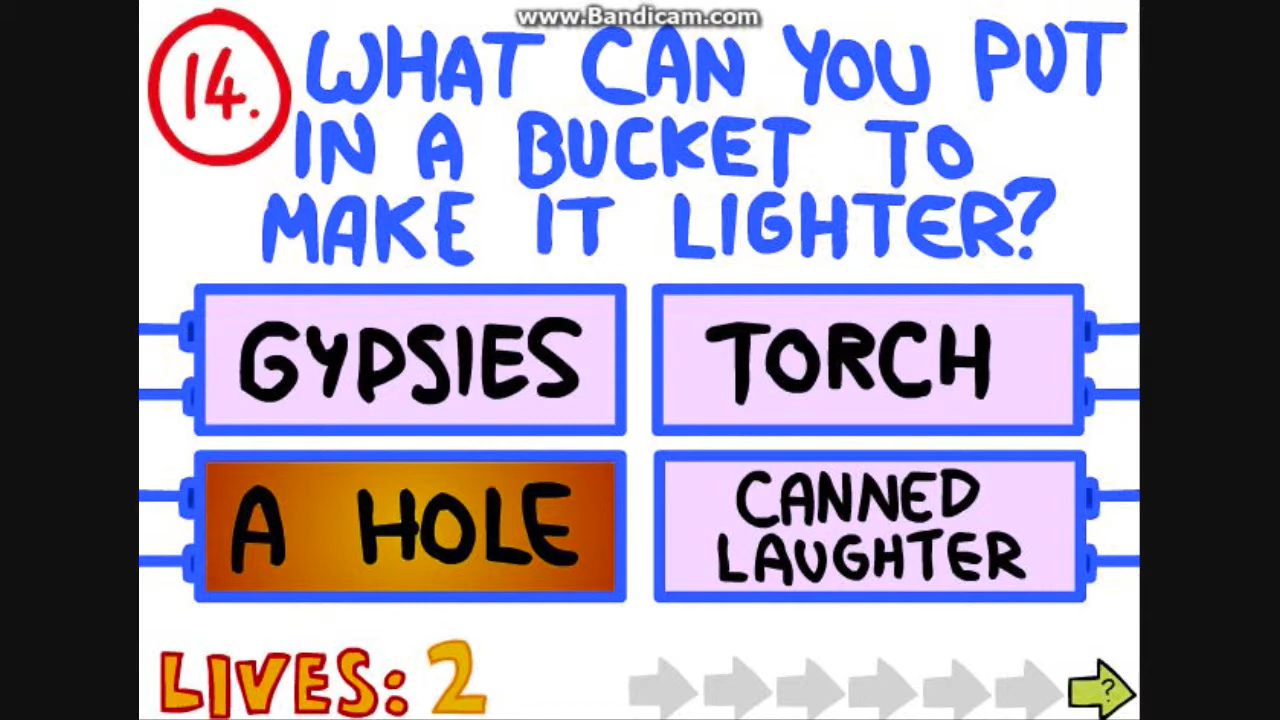 www.Bandicam.com
14. WHAT CAN YOU PUT
IN A BUCKET TO
MAKE IT LIGHTER?
GYPSIES
TORCH
A HOLE
CANNED
LAUGHTER
LIVES: 2
?